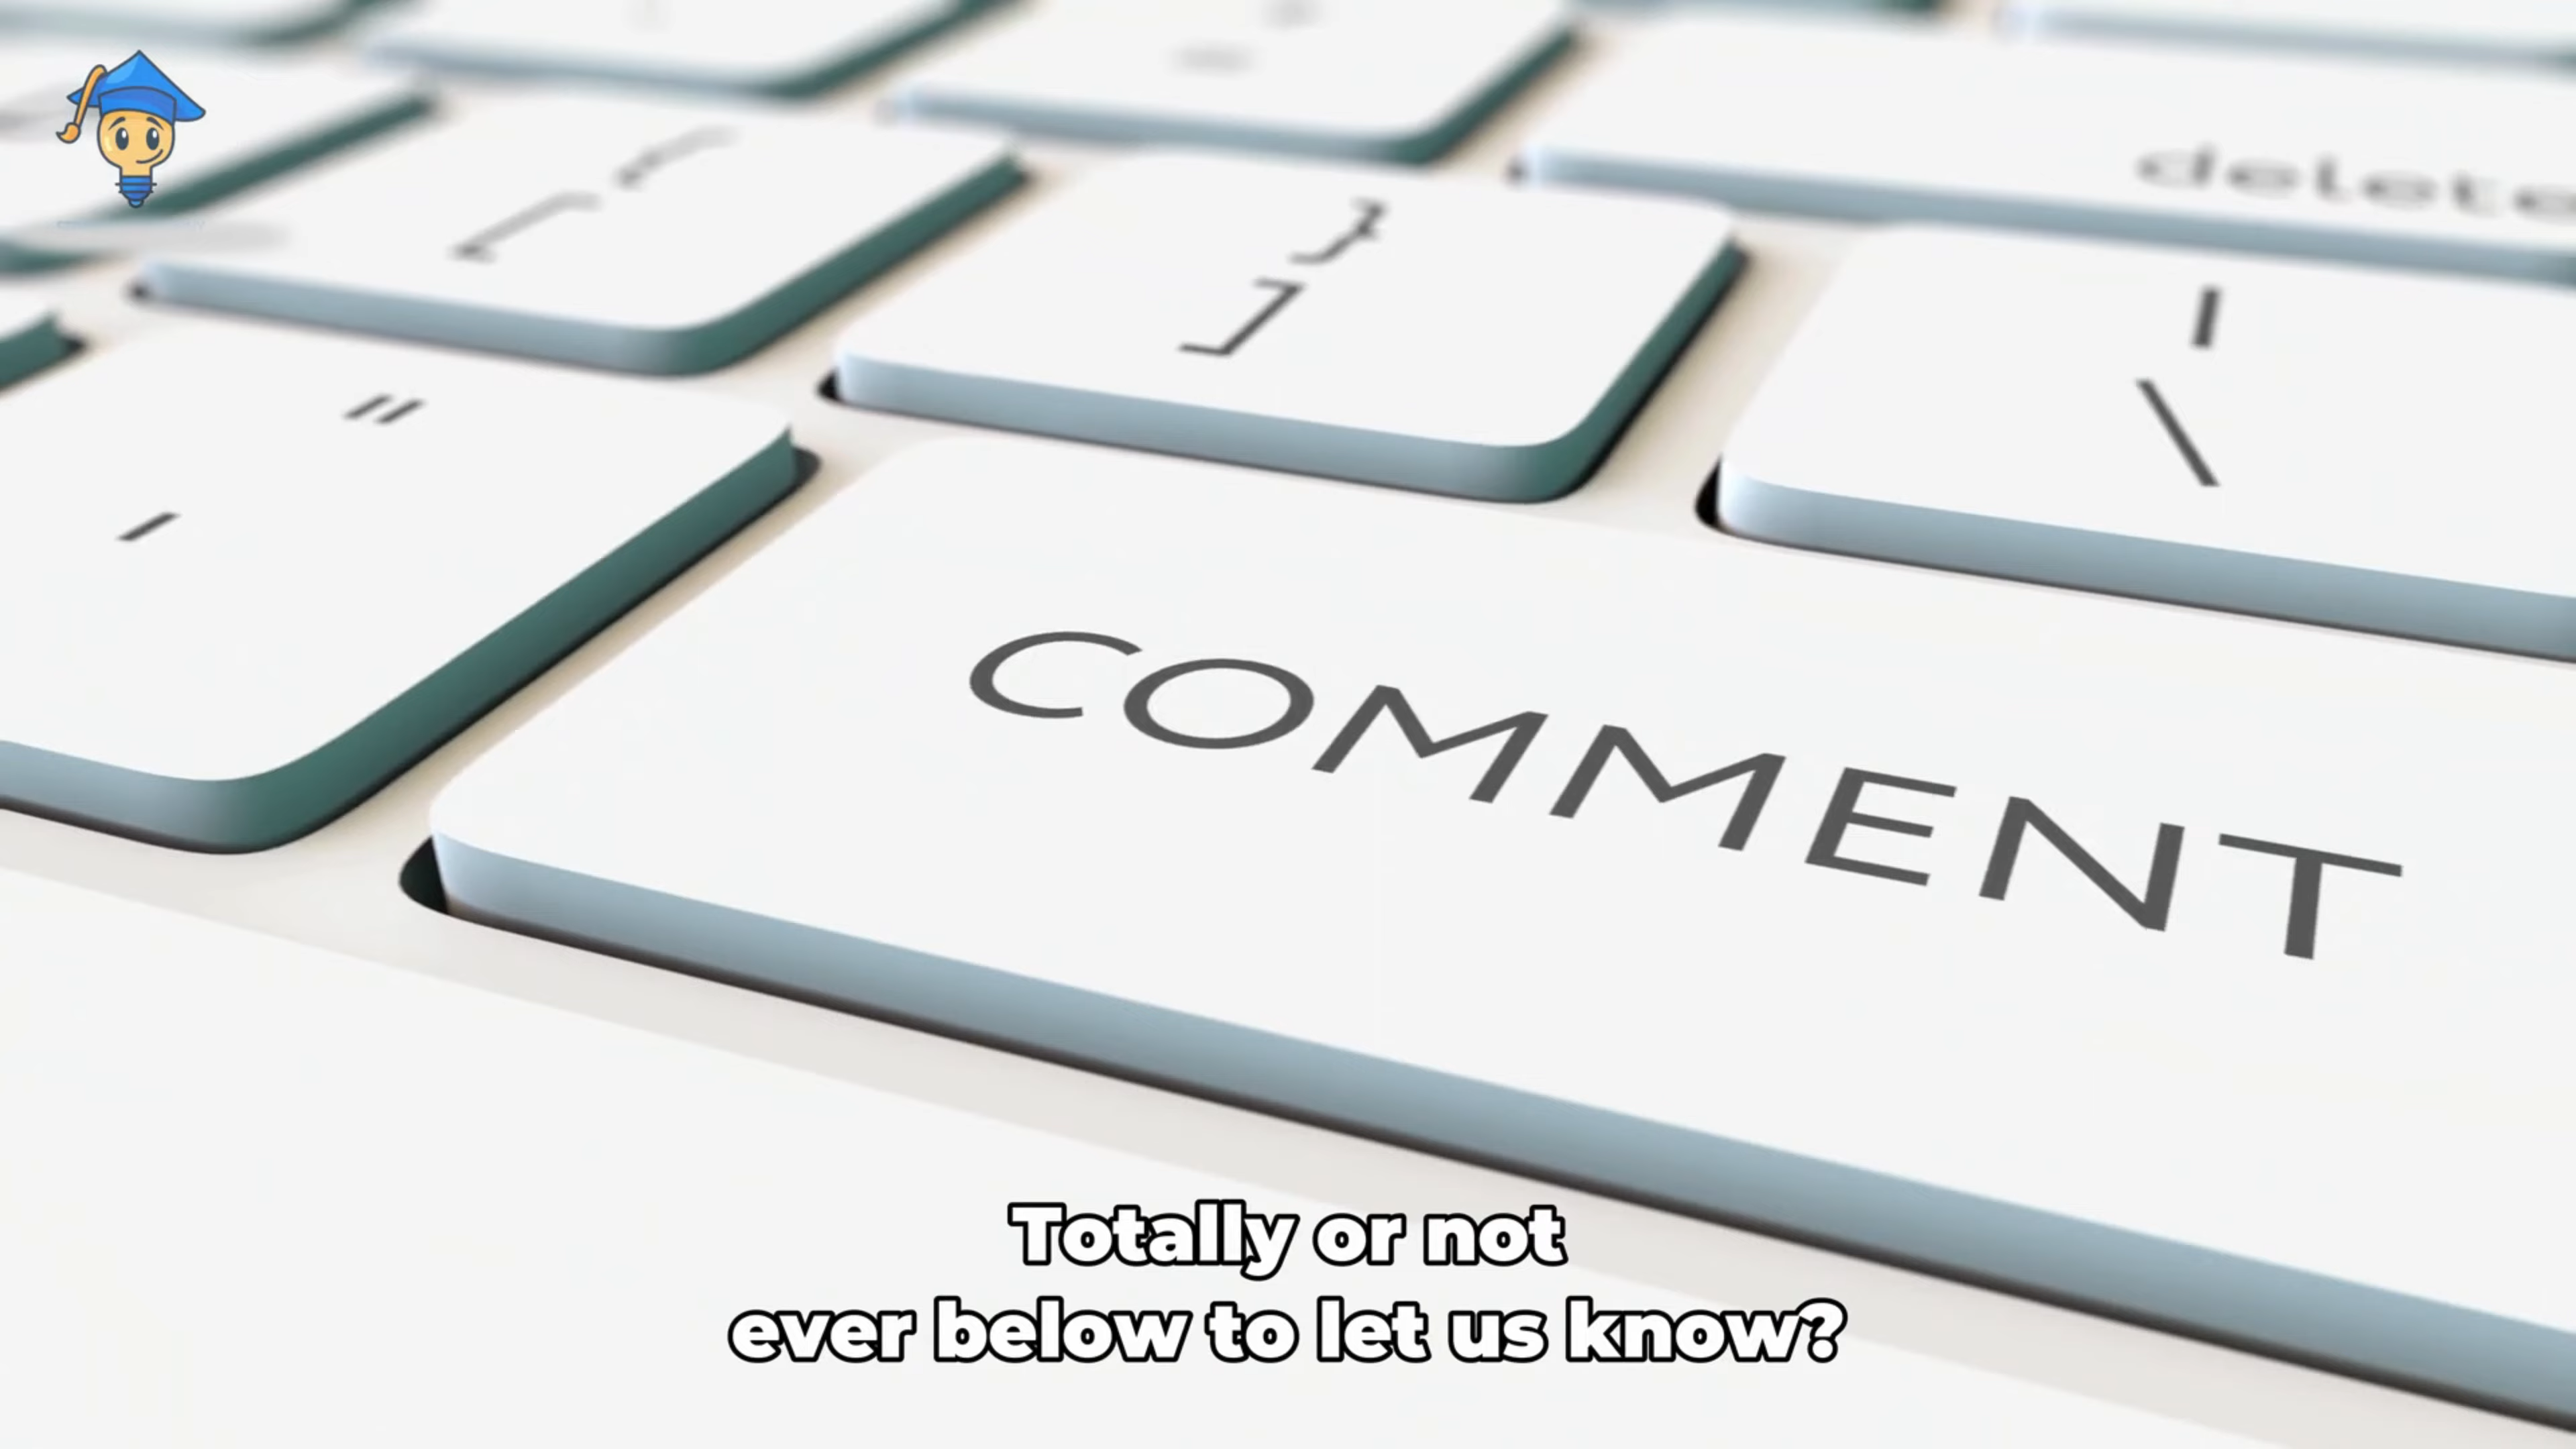 delete
{
[
}
]
|
\
"
'
COMMENT
Totally or not
ever below to let us know?